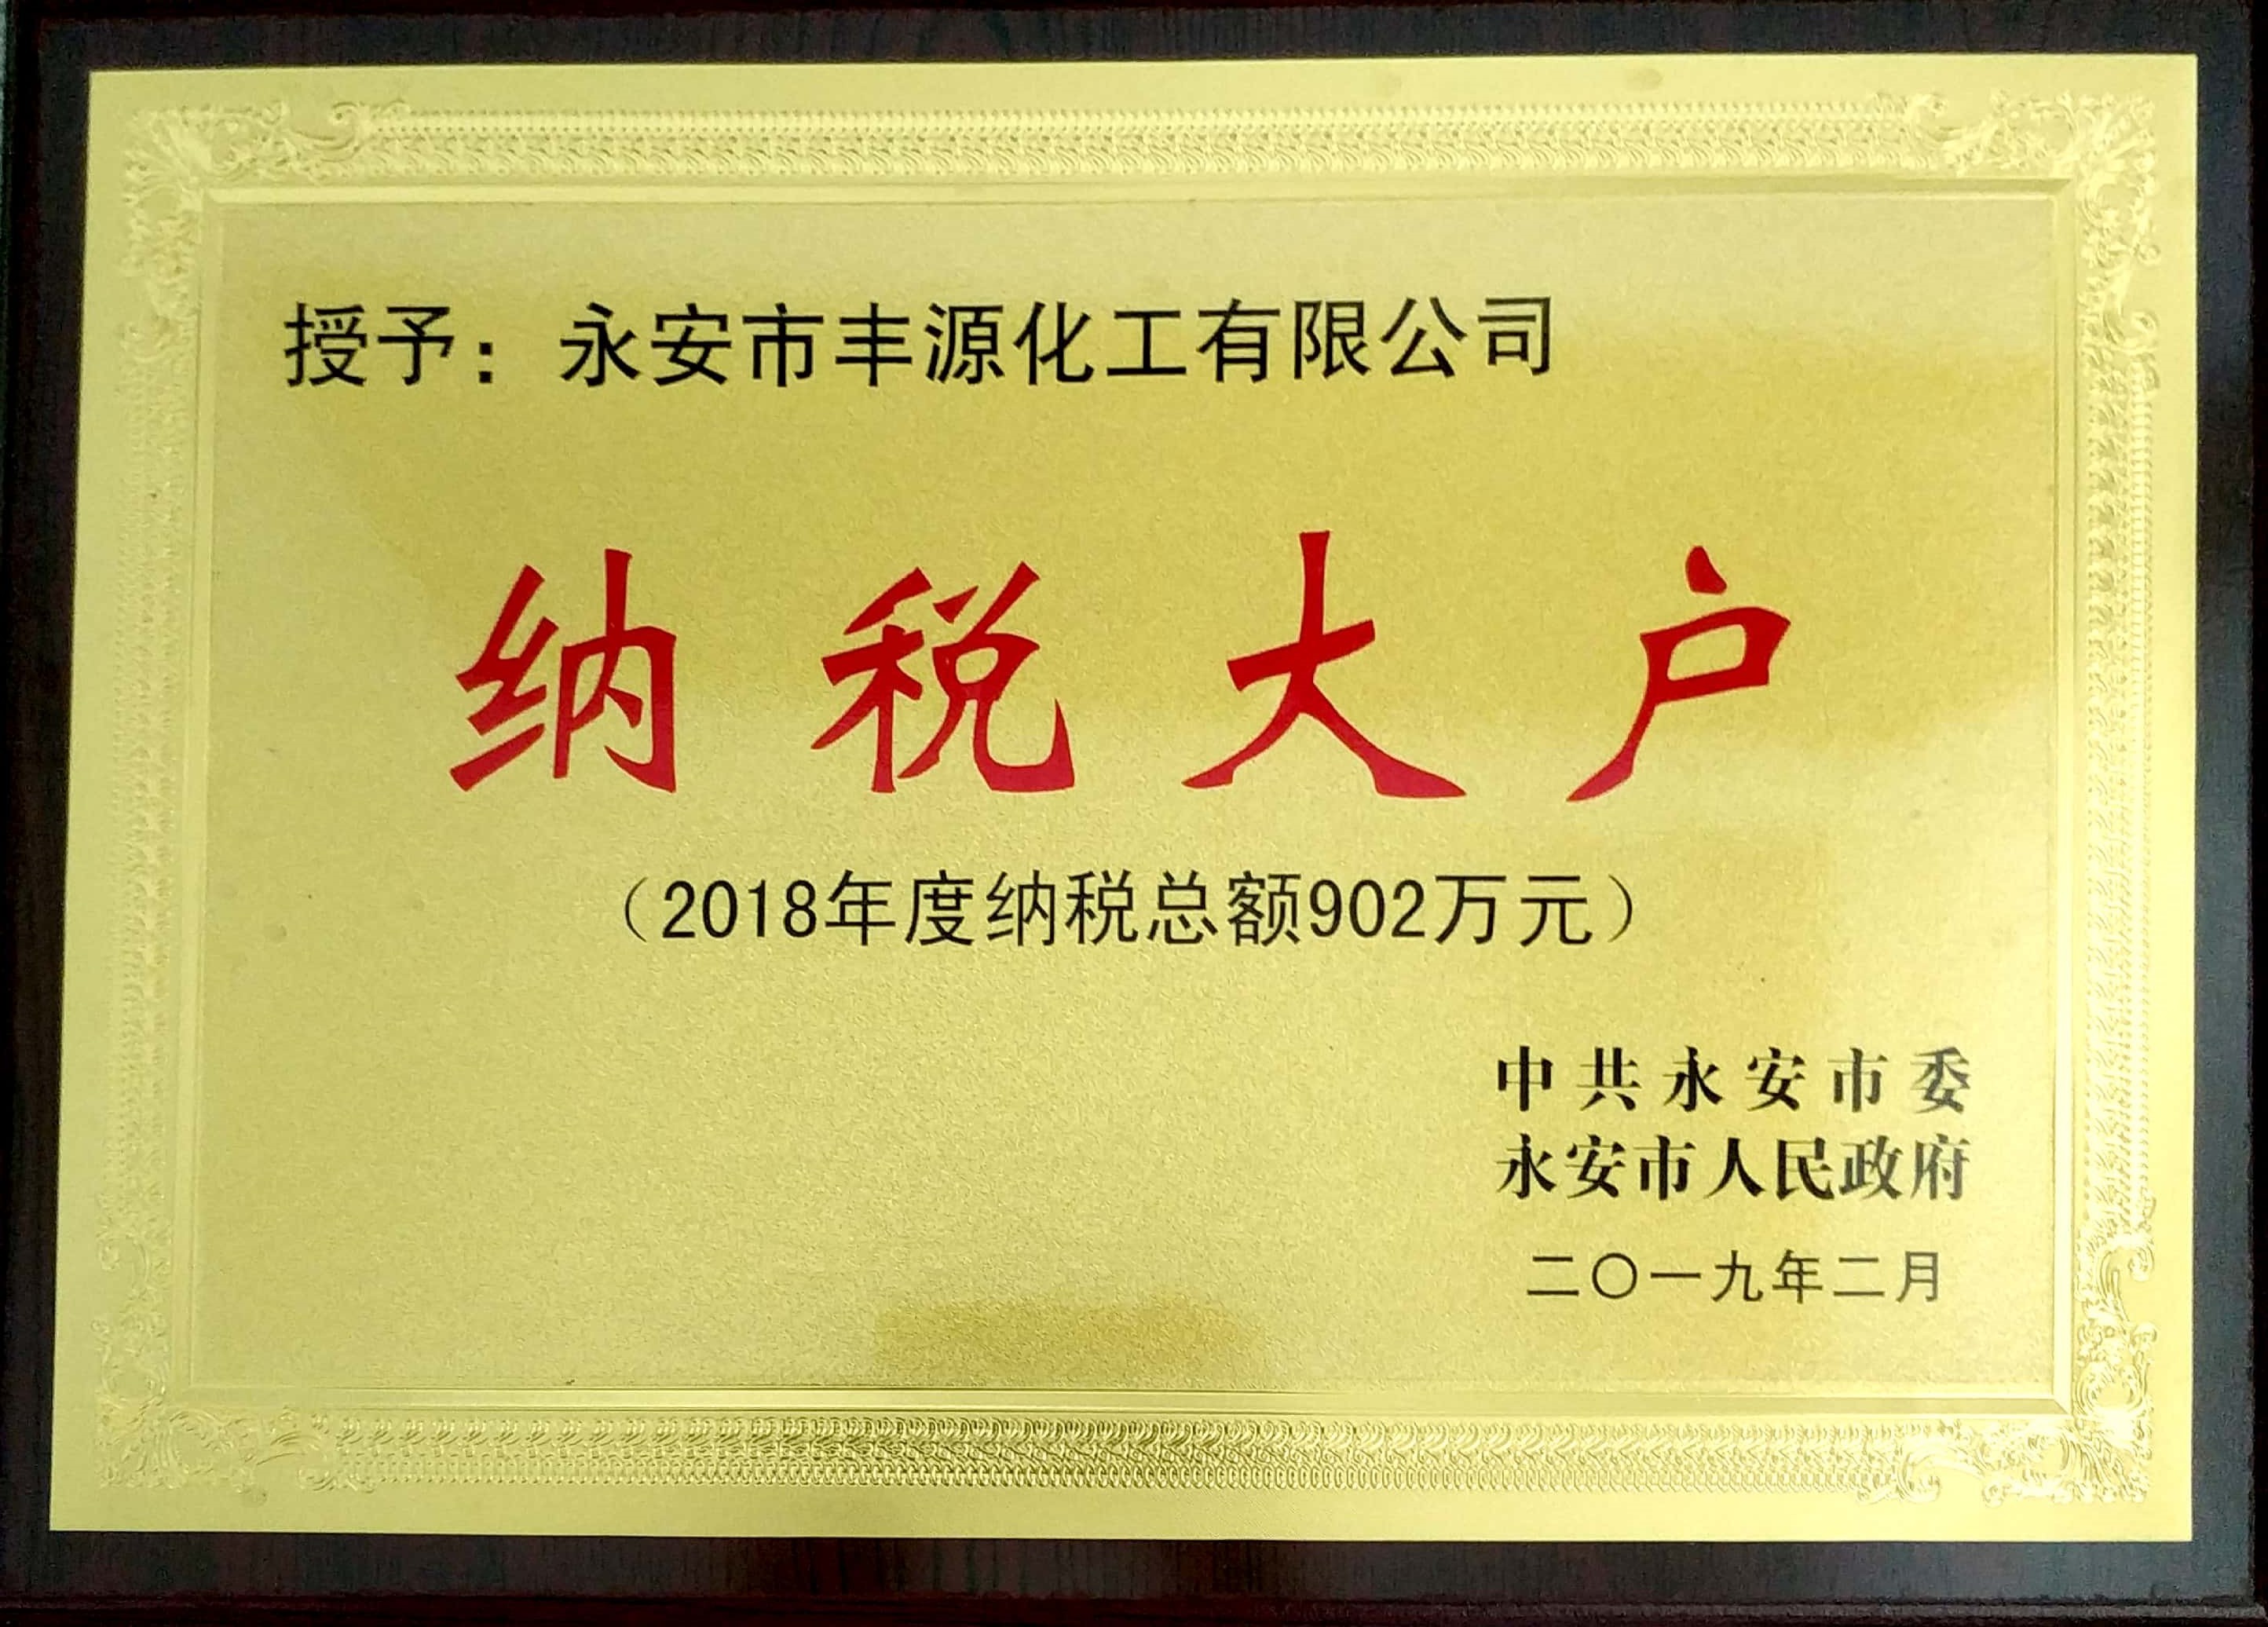 授予：永安市丰源化工有限公司
纳税大户
（2018年度纳税总额902万元）
中共永安市委
永安市人民政府
二〇一九年二月